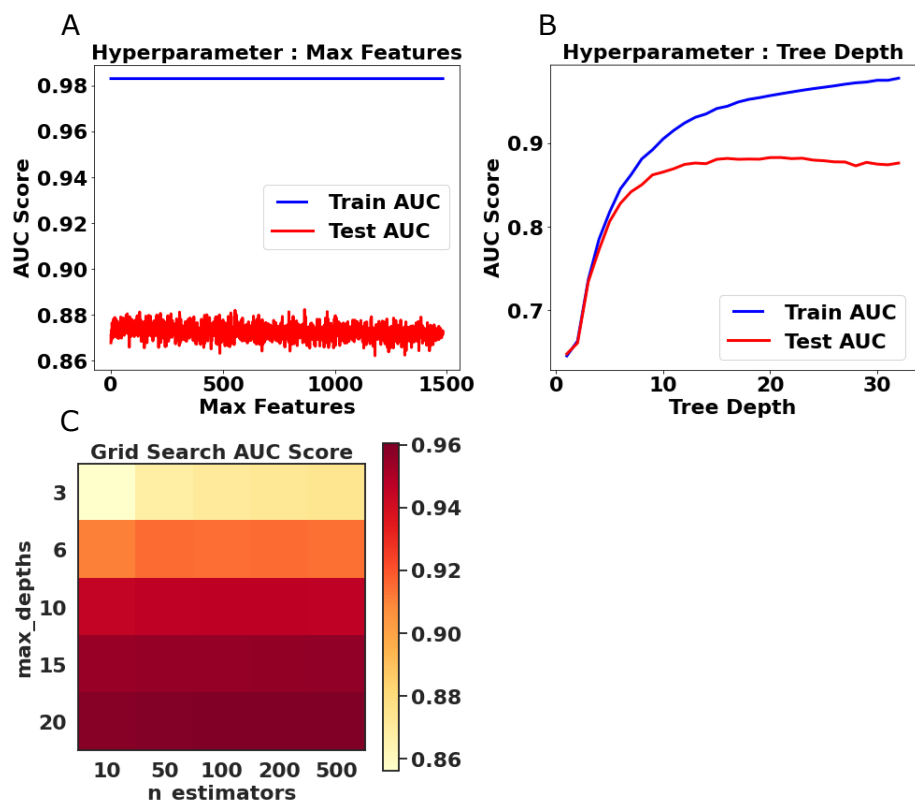 A
Hyperparameter : Max Features
0.98
0.96
0.94
0.92
0.90
0.88
0.86
AUC Score
Train AUC
Test AUC
0 500 1000 1500
Max Features
B
Hyperparameter : Tree Depth
0.9
0.8
0.7
AUC Score
Train AUC
Test AUC
0 10 20 30
Tree Depth
C
Grid Search AUC Score
3
6
10
15
20
max_depths
10 50 100 200 500
n_estimators
0.96
0.94
0.92
0.90
0.88
0.86